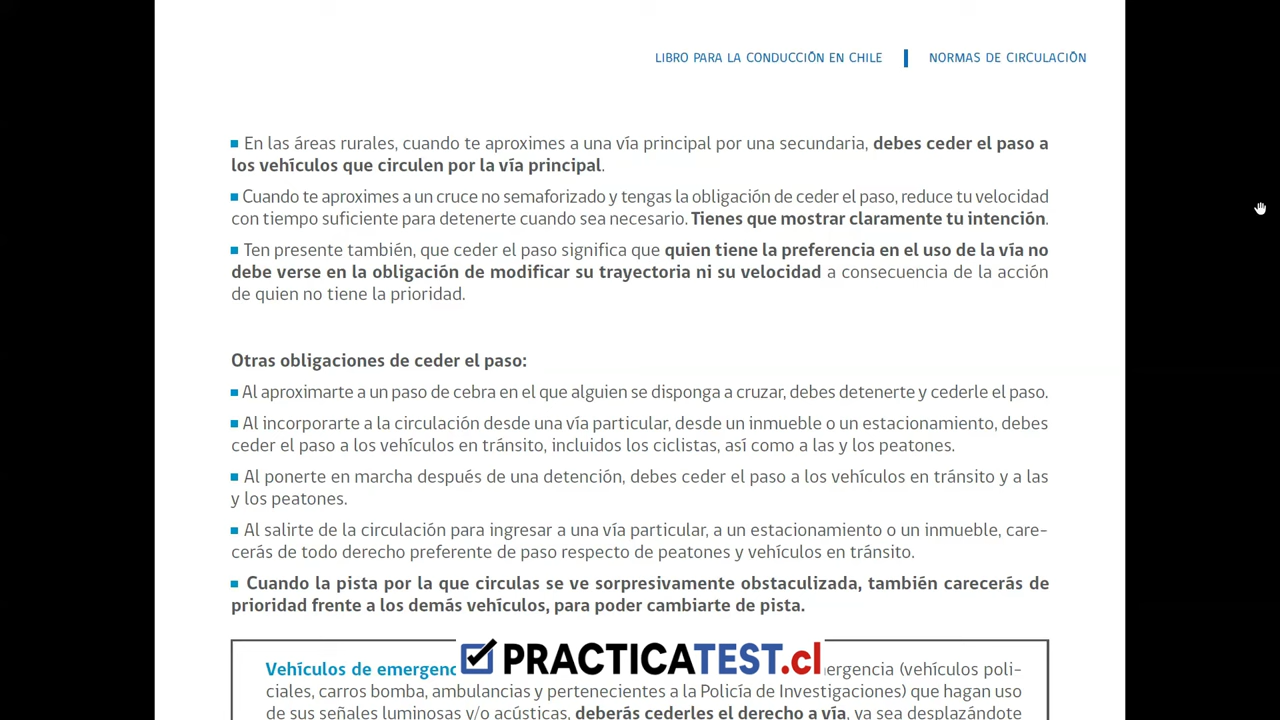 LIBRO PARA LA CONDUCCIÓN EN CHILE | NORMAS DE CIRCULACIÓN
En las áreas rurales, cuando te aproximes a una vía principal por una secundaria, debes ceder el paso a
los vehículos que circulen por la vía principal.
Cuando te aproximes a un cruce no semaforizado y tengas la obligación de ceder el paso, reduce tu velocidad
con tiempo suficiente para detenerte cuando sea necesario. Tienes que mostrar claramente tu intención.
Ten presente también, que ceder el paso significa que quien tiene la preferencia en el uso de la vía no
debe verse en la obligación de modificar su trayectoria ni su velocidad a consecuencia de la acción
de quien no tiene la prioridad.
Otras obligaciones de ceder el paso:
Al aproximarte a un paso de cebra en el que alguien se disponga a cruzar, debes detenerte y cederle el paso.
Al incorporarte a la circulación desde una vía particular, desde un inmueble o un estacionamiento, debes
ceder el paso a los vehículos en tránsito, incluidos los ciclistas, así como a las y los peatones.
Al ponerte en marcha después de una detención, debes ceder el paso a los vehículos en tránsito y a las
y los peatones.
Al salirte de la circulación para ingresar a una vía particular, a un estacionamiento o un inmueble, care-
cerás de todo derecho preferente de paso respecto de peatones y vehículos en tránsito.
Cuando la pista por la que circulas se ve sorpresivamente obstaculizada, también carecerás de
prioridad frente a los demás vehículos, para poder cambiarte de pista.
PRACTICATEST.cl
Vehículos de emergenc ergencia (vehículos poli-
ciales, carros bomba, ambulancias y pertenecientes a la Policía de Investigaciones) que hagan uso
de sus señales luminosas y/o acústicas, deberás cederles el derecho a vía, ya sea desplazándote